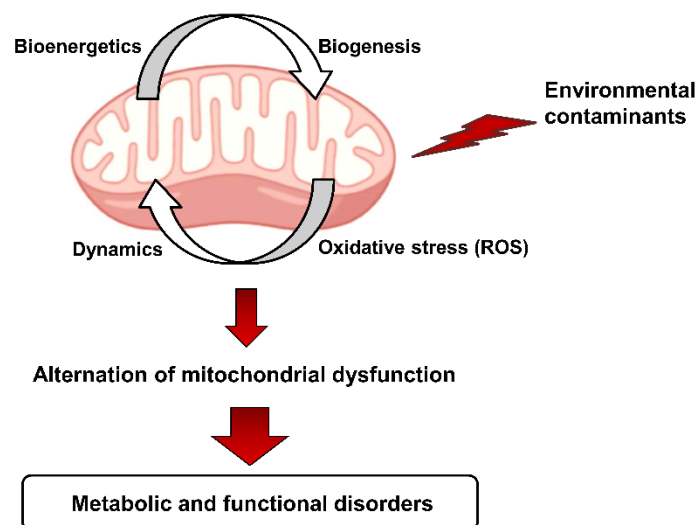 Bioenergetics
Biogenesis
Environmental
contaminants
Dynamics
Oxidative stress (ROS)
Alternation of mitochondrial dysfunction
Metabolic and functional disorders